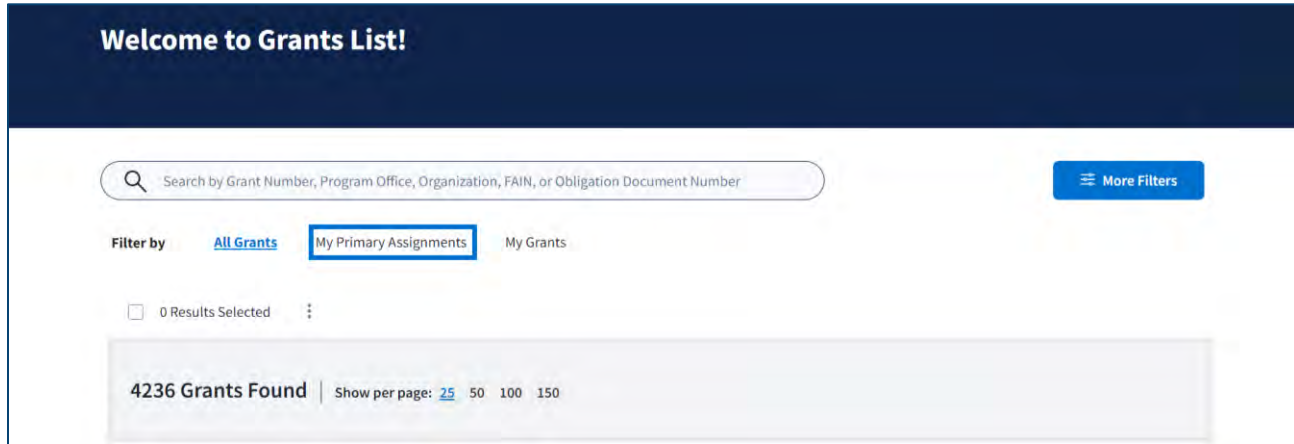 Welcome to Grants List!
Search by Grant Number, Program Office, Organization, FAIN, or Obligation Document Number
More Filters
Filter by All Grants My Primary Assignments My Grants
0 Results Selected
4236 Grants Found | Show per page: 25 50 100 150